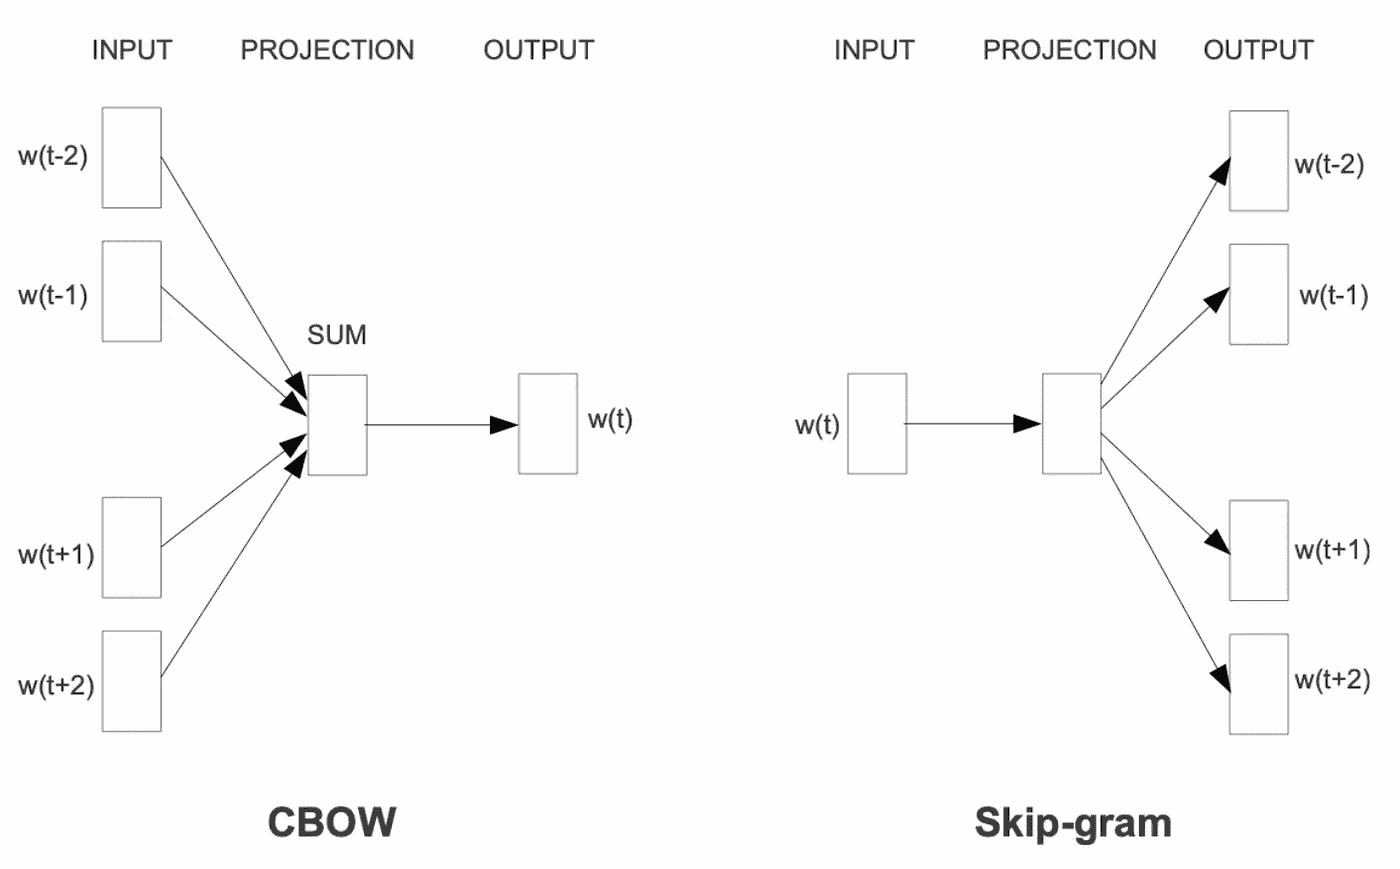 INPUT PROJECTION OUTPUT
w(t-2)
w(t-1)
SUM
w(t)
w(t+1)
w(t+2)
CBOW
INPUT PROJECTION OUTPUT
w(t-2)
w(t-1)
w(t)
w(t+1)
w(t+2)
Skip-gram